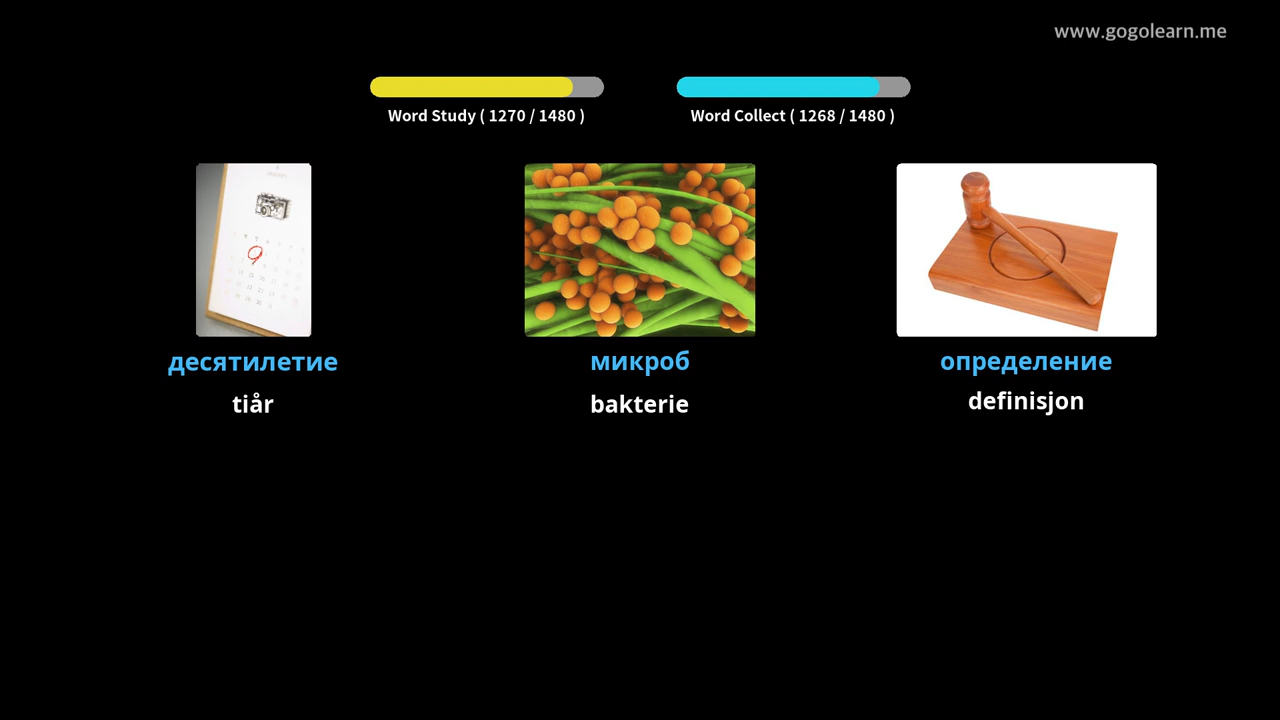 www.gogolearn.me
Word Study ( 1270 / 1480 )
Word Collect ( 1268 / 1480 )
десятилетие
микроб
определение
tiår
bakterie
definisjon